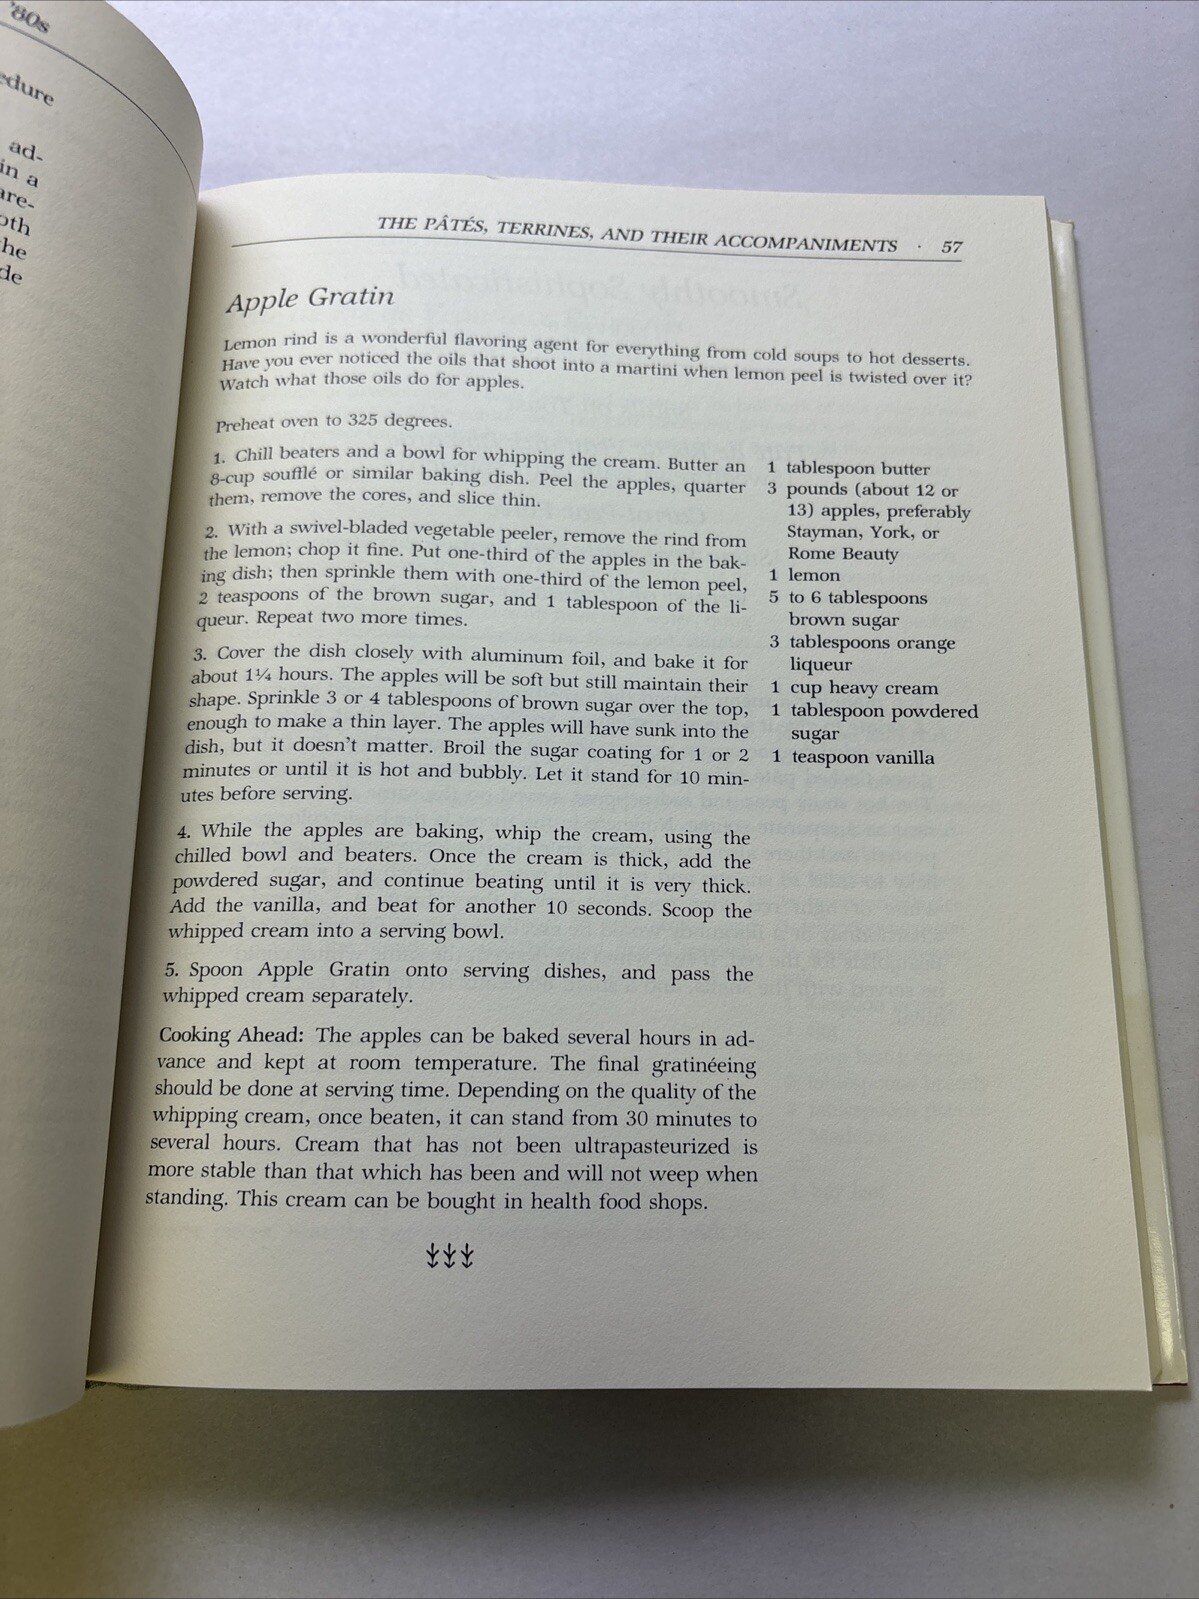 '80s
edure
ad-
in a
are-
oth
the
de
THE PÂTÉS, TERRINES, AND THEIR ACCOMPANIMENTS · 57
Apple Gratin
Lemon rind is a wonderful flavoring agent for everything from cold soups to hot desserts.
Have you ever noticed the oils that shoot into a martini when lemon peel is twisted over it?
Watch what those oils do for apples.
Preheat oven to 325 degrees.
1. Chill beaters and a bowl for whipping the cream. Butter an
8-cup soufflé or similar baking dish. Peel the apples, quarter
them, remove the cores, and slice thin.
2. With a swivel-bladed vegetable peeler, remove the rind from
the lemon; chop it fine. Put one-third of the apples in the bak-
ing dish; then sprinkle them with one-third of the lemon peel,
2 teaspoons of the brown sugar, and 1 tablespoon of the li-
queur. Repeat two more times.
3. Cover the dish closely with aluminum foil, and bake it for
about 1¼ hours. The apples will be soft but still maintain their
shape. Sprinkle 3 or 4 tablespoons of brown sugar over the top,
enough to make a thin layer. The apples will have sunk into the
dish, but it doesn't matter. Broil the sugar coating for 1 or 2
minutes or until it is hot and bubbly. Let it stand for 10 min-
utes before serving.
4. While the apples are baking, whip the cream, using the
chilled bowl and beaters. Once the cream is thick, add the
powdered sugar, and continue beating until it is very thick.
Add the vanilla, and beat for another 10 seconds. Scoop the
whipped cream into a serving bowl.
5. Spoon Apple Gratin onto serving dishes, and pass the
whipped cream separately.
Cooking Ahead: The apples can be baked several hours in ad-
vance and kept at room temperature. The final gratinéeing
should be done at serving time. Depending on the quality of the
whipping cream, once beaten, it can stand from 30 minutes to
several hours. Cream that has not been ultrapasteurized is
more stable than that which has been and will not weep when
standing. This cream can be bought in health food shops.
1 tablespoon butter
3 pounds (about 12 or
13) apples, preferably
Stayman, York, or
Rome Beauty
1 lemon
5 to 6 tablespoons
brown sugar
3 tablespoons orange
liqueur
1 cup heavy cream
1 tablespoon powdered
sugar
1 teaspoon vanilla